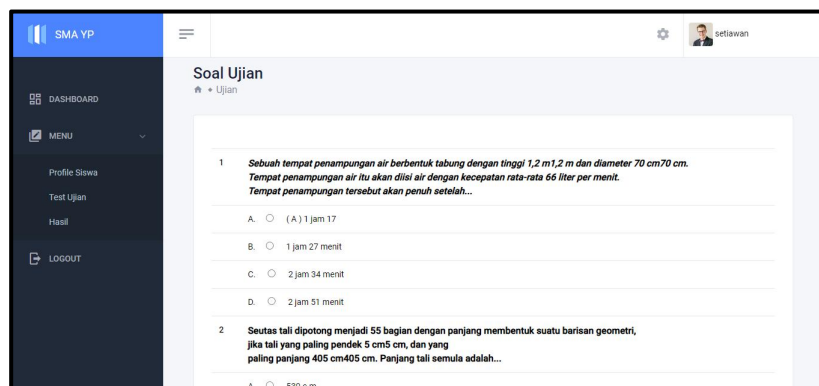 SMA YP
setiawan
Soal Ujian
Ujian
DASHBOARD
MENU
Profile Siswa
Test Ujian
Hasil
LOGOUT
1 Sebuah tempat penampungan air berbentuk tabung dengan tinggi 1,2 m1,2 m dan diameter 70 cm70 cm.
Tempat penampungan air itu akan diisi air dengan kecepatan rata-rata 66 liter per menit.
Tempat penampungan tersebut akan penuh setelah...
A. ( A ) 1 jam 17
B. 1 jam 27 menit
C. 2 jam 34 menit
D. 2 jam 51 menit
2 Seutas tali dipotong menjadi 55 bagian dengan panjang membentuk suatu barisan geometri,
jika tali yang paling pendek 5 cm5 cm, dan yang
paling panjang 405 cm405 cm. Panjang tali semula adalah...
A.